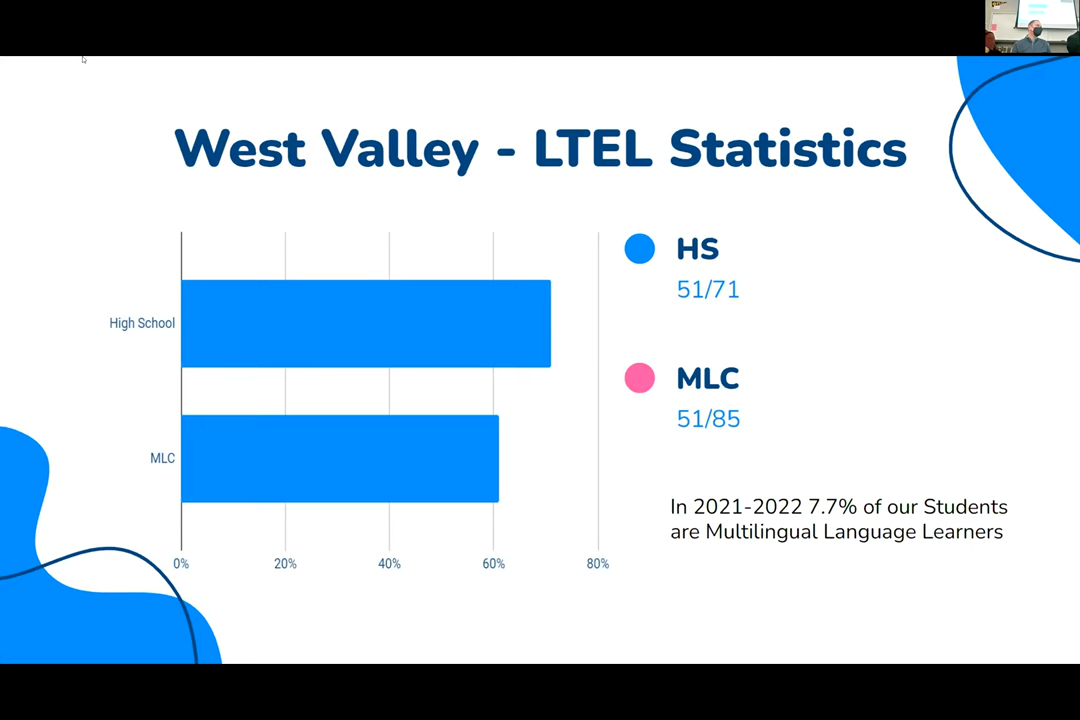 West Valley - LTEL Statistics
High School
MLC
0%
20%
40%
60%
80%
HS
51/71
MLC
51/85
In 2021-2022 7.7% of our Students
are Multilingual Language Learners